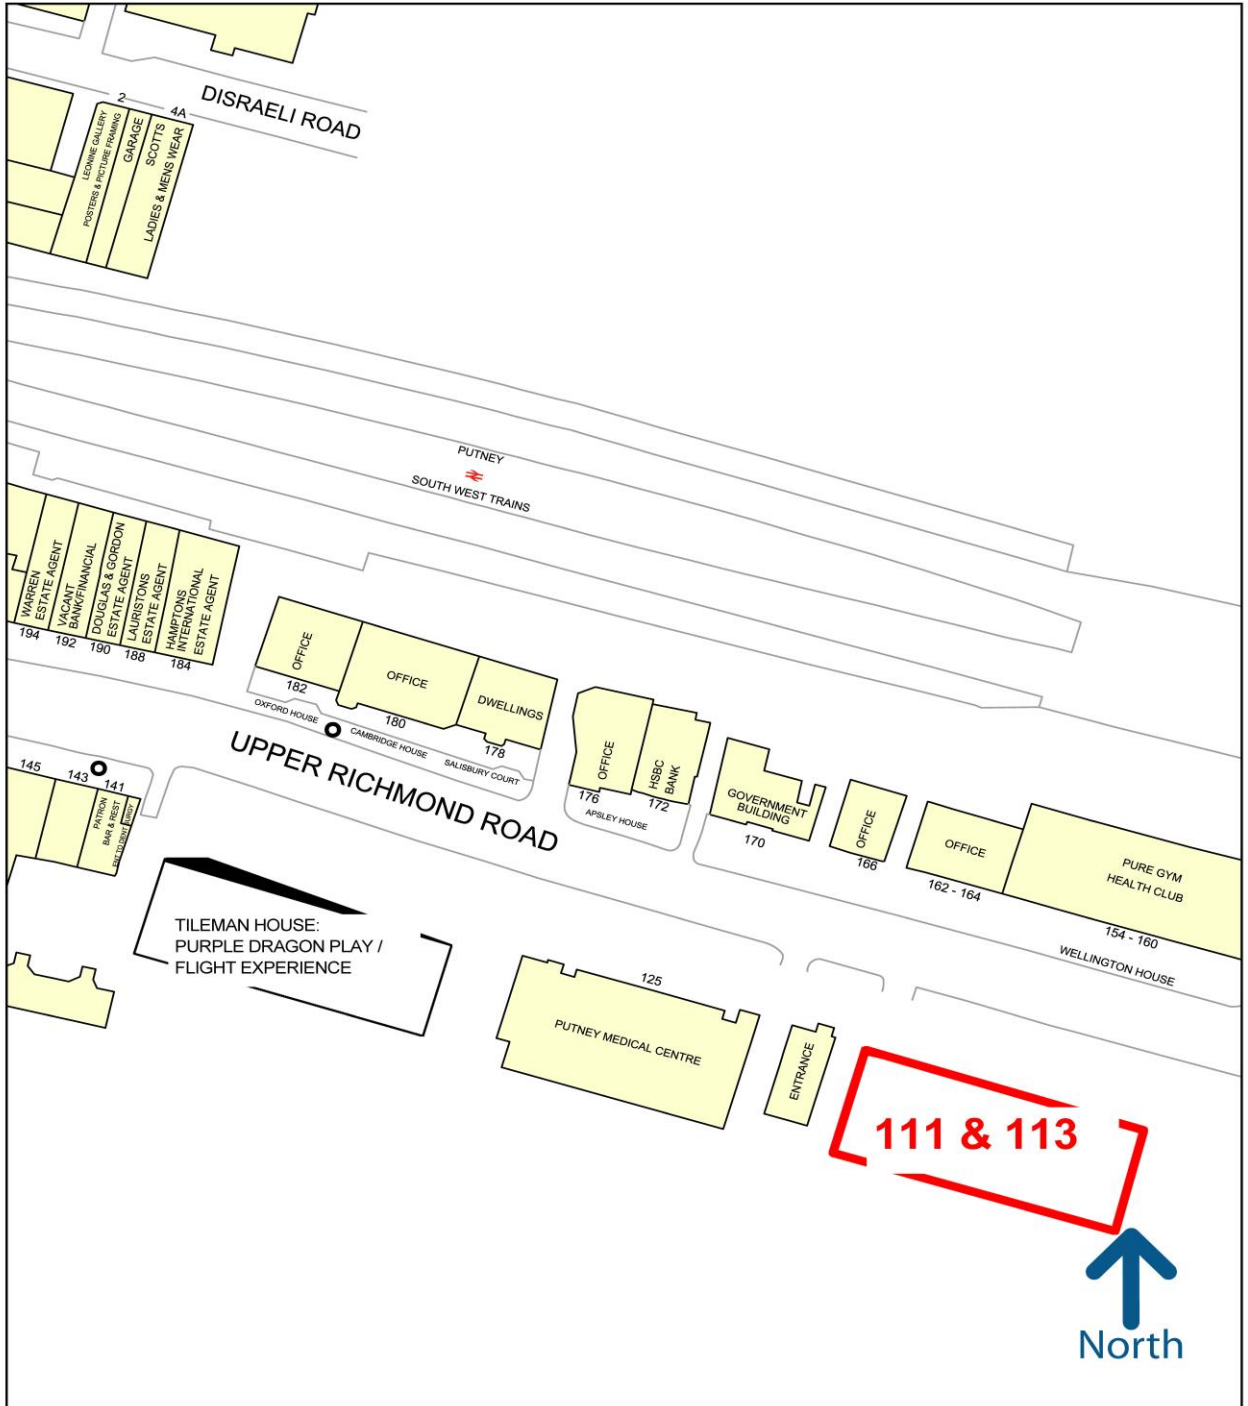 DISRAELI ROAD
2
4A
LEONINE GALLERY
POSTERS & PICTURE FRAMING
GARAGE
SCOTTS
LADIES & MENS WEAR
PUTNEY
SOUTH WEST TRAINS
WARREN
ESTATE AGENT
VACANT
BANK/FINANCIAL
DOUGLAS & GORDON
ESTATE AGENT
LAURISTONS
ESTATE AGENT
HAMPTONS
INTERNATIONAL
ESTATE AGENT
194
192
190
188
184
OFFICE
182
OFFICE
180
DWELLINGS
178
OXFORD HOUSE
CAMBRIDGE HOUSE
SALISBURY COURT
OFFICE
176
HSBC
BANK
172
APSLEY HOUSE
GOVERNMENT
BUILDING
170
OFFICE
166
OFFICE
162 - 164
PURE GYM
HEALTH CLUB
154 - 160
WELLINGTON HOUSE
UPPER RICHMOND ROAD
145
143
141
PATRON
BAR & REST
ENT TO DENT SURGY
TILEMAN HOUSE:
PURPLE DRAGON PLAY /
FLIGHT EXPERIENCE
125
PUTNEY MEDICAL CENTRE
ENTRANCE
111 & 113
North